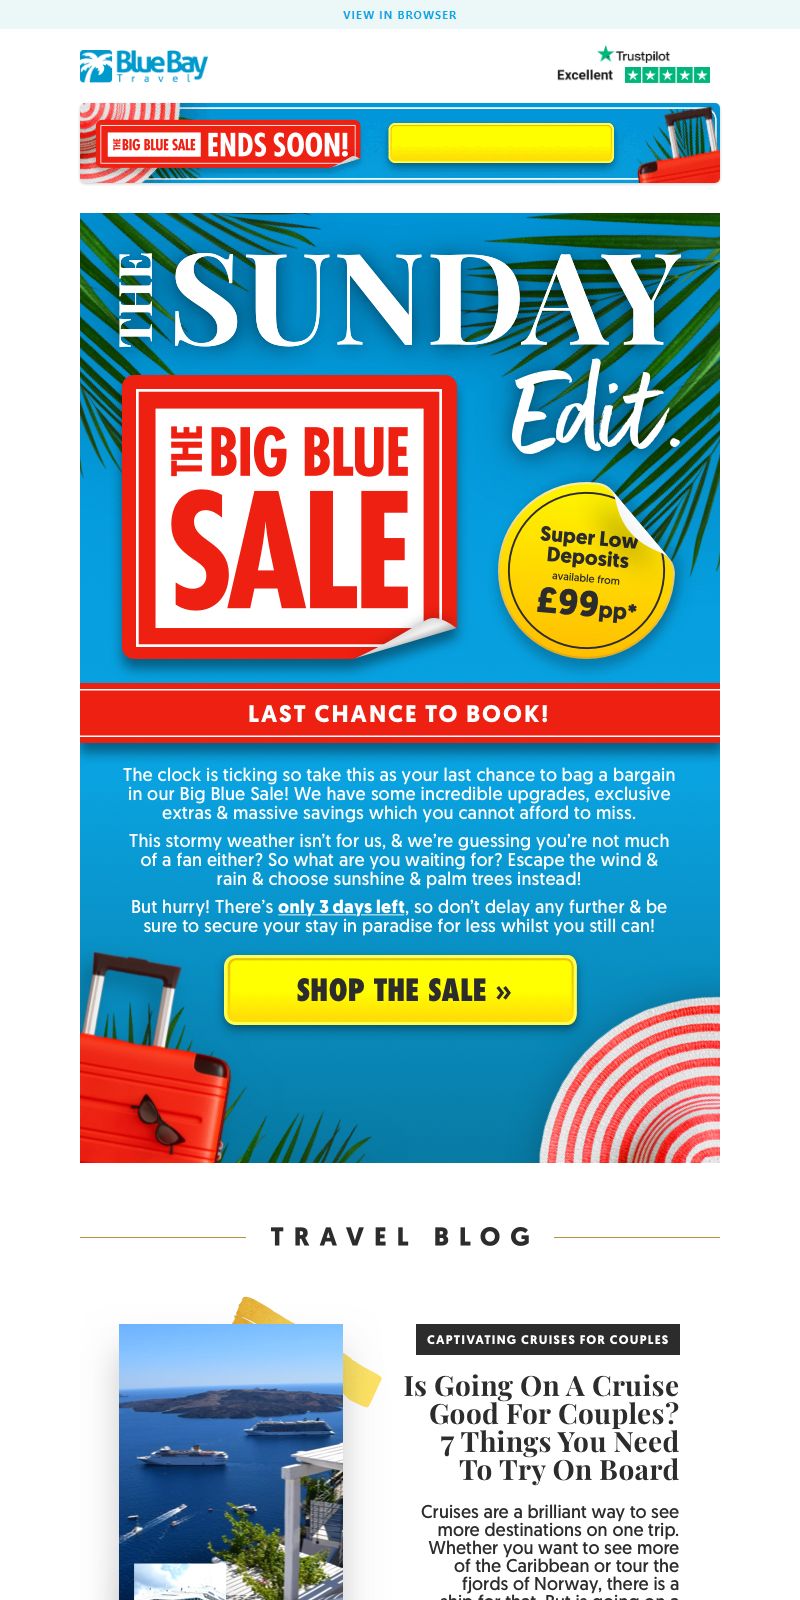 VIEW IN BROWSER
Blue Bay
Travel
Trustpilot
Excellent
THE BIG BLUE SALE ENDS SOON!
THE SUNDAY
Edit.
THE BIG BLUE
SALE
Super Low
Deposits
available from
£99pp*
LAST CHANCE TO BOOK!
The clock is ticking so take this as your last chance to bag a bargain
in our Big Blue Sale! We have some incredible upgrades, exclusive
extras & massive savings which you cannot afford to miss.
This stormy weather isn't for us, & we're guessing you're not much
of a fan either? So what are you waiting for? Escape the wind &
rain & choose sunshine & palm trees instead!
But hurry! There's only 3 days left, so don't delay any further & be
sure to secure your stay in paradise for less whilst you still can!
SHOP THE SALE »
TRAVEL BLOG
CAPTIVATING CRUISES FOR COUPLES
Is Going On A Cruise
Good For Couples?
7 Things You Need
To Try On Board
Cruises are a brilliant way to see
more destinations on one trip.
Whether you want to see more
of the Caribbean or tour the
fjords of Norway, there is a
ship for that. But is going on a